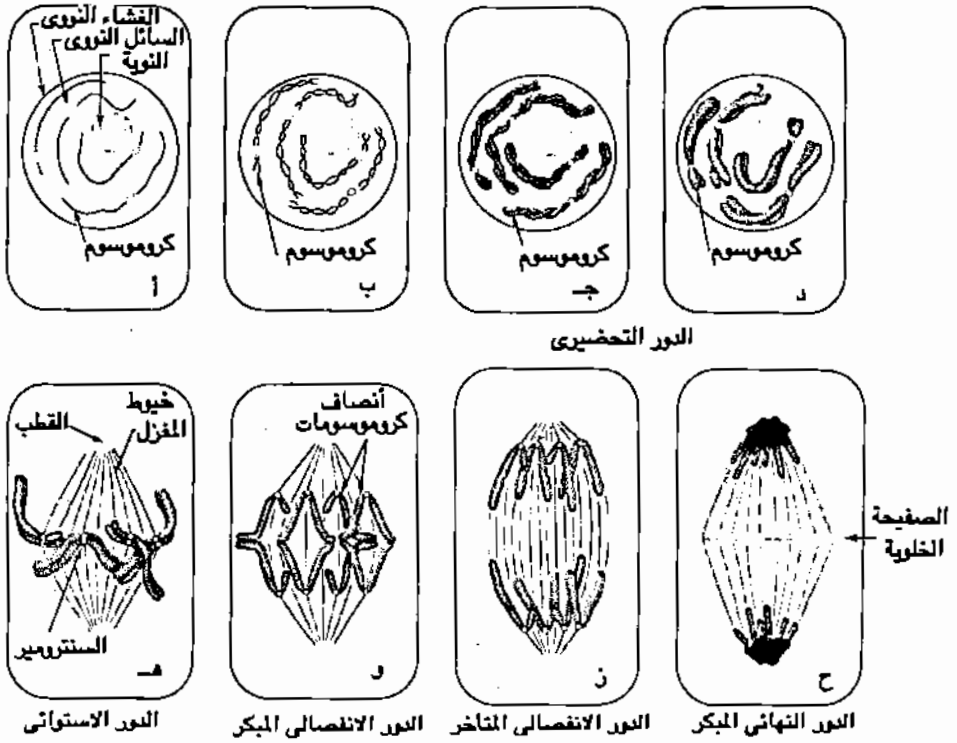 الغشاء النووى
السائل النووى
النوية
كروموسوم
أ
كروموسوم
ب
كروموسوم
جـ
كروموسوم
د
الدور التحضيرى
القطب
خيوط
المغزل
السنترومير
هـ
الدور الاستوائى
أنصاف
كروموسومات
و
الدور الانفصالى المبكر
ز
الدور الانفصالى المتأخر
الصفيحة
الخلوية
ح
الدور النهائى المبكر